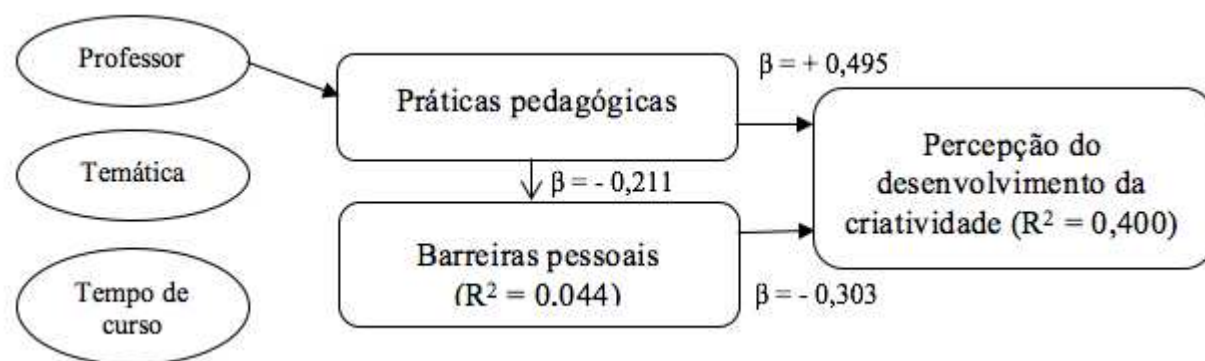 Professor
Práticas pedagógicas
β = + 0,495
Temática
β = - 0,211
Percepção do
desenvolvimento da
criatividade (R² = 0,400)
Barreiras pessoais
(R² = 0.044)
β = - 0,303
Tempo de
curso